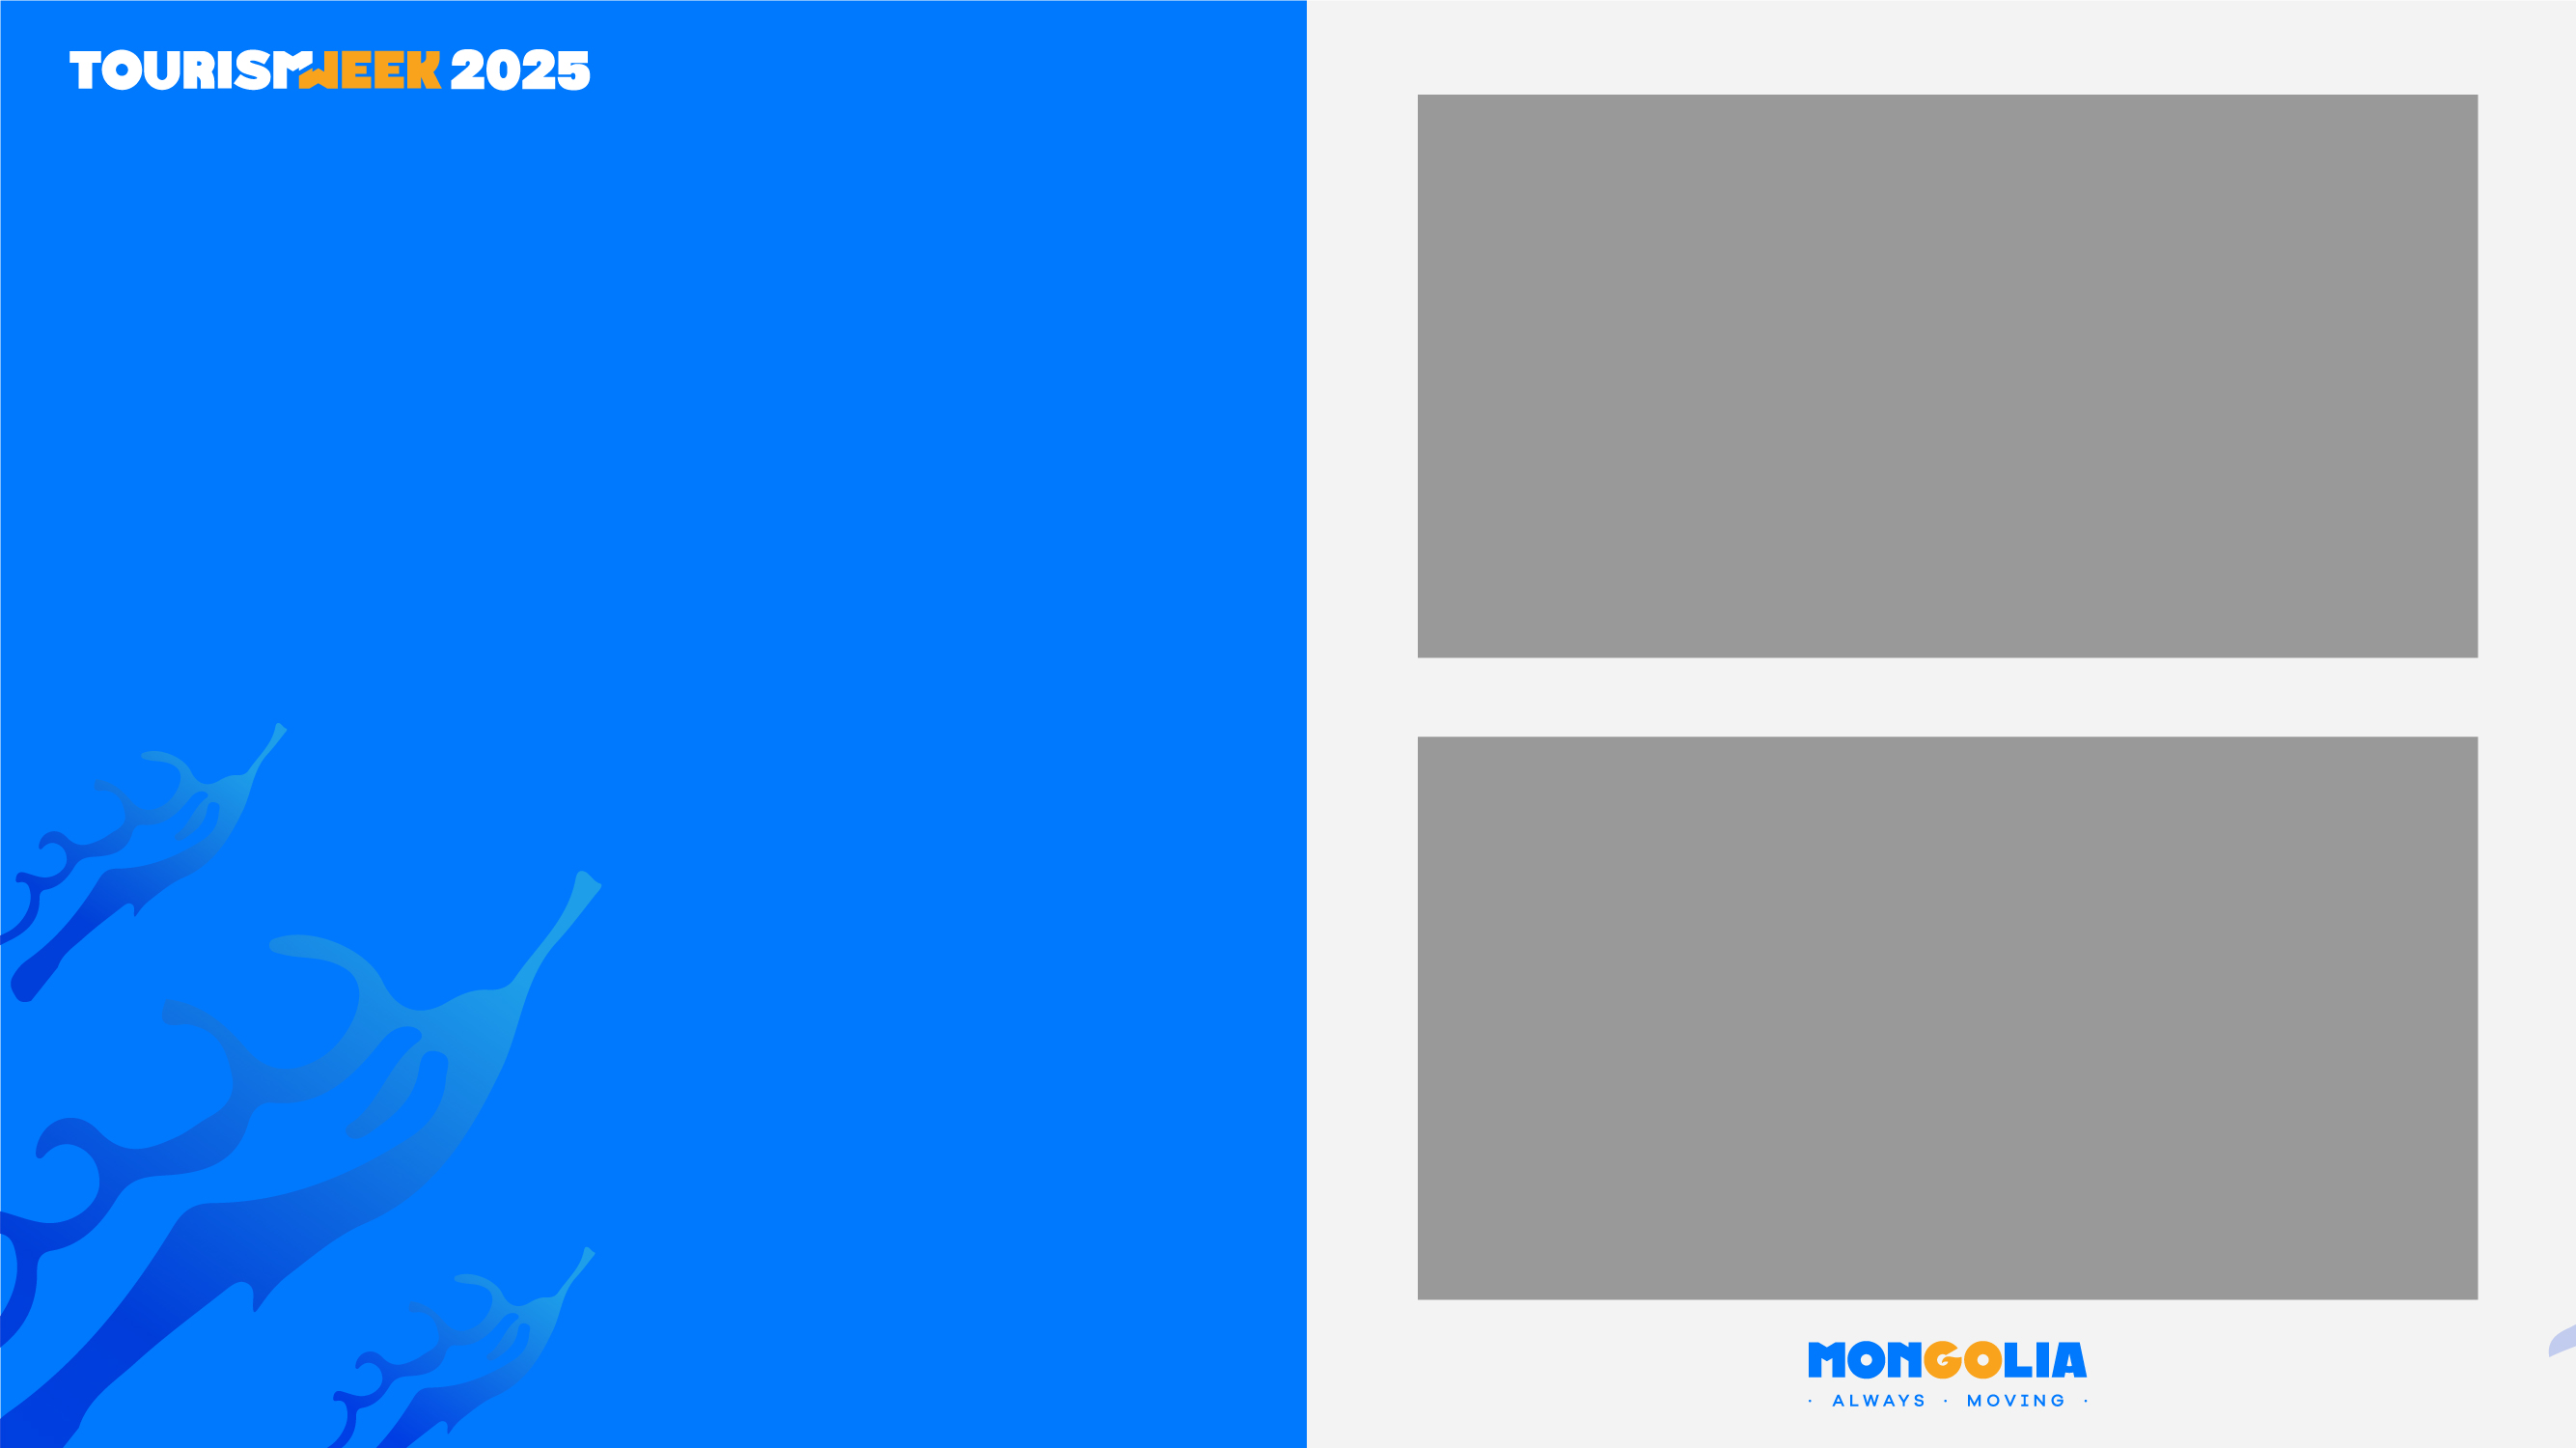 TOURISMWEEK 2025
MONGOLIA
· ALWAYS · MOVING ·